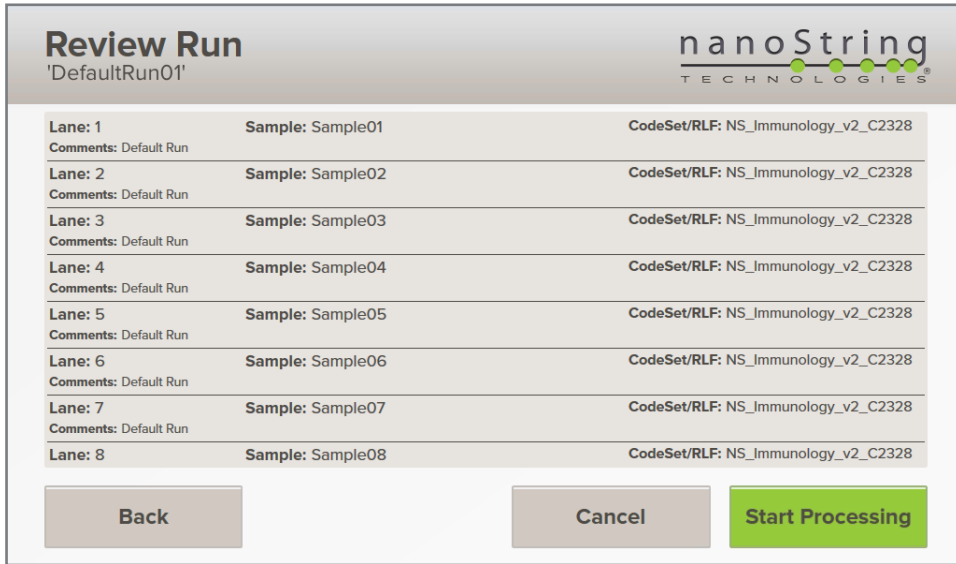 Review Run
'DefaultRun01'
nanoString®
TECHNOLOGIES
Lane: 1 Sample: Sample01 CodeSet/RLF: NS_Immunology_v2_C2328
Comments: Default Run
Lane: 2 Sample: Sample02 CodeSet/RLF: NS_Immunology_v2_C2328
Comments: Default Run
Lane: 3 Sample: Sample03 CodeSet/RLF: NS_Immunology_v2_C2328
Comments: Default Run
Lane: 4 Sample: Sample04 CodeSet/RLF: NS_Immunology_v2_C2328
Comments: Default Run
Lane: 5 Sample: Sample05 CodeSet/RLF: NS_Immunology_v2_C2328
Comments: Default Run
Lane: 6 Sample: Sample06 CodeSet/RLF: NS_Immunology_v2_C2328
Comments: Default Run
Lane: 7 Sample: Sample07 CodeSet/RLF: NS_Immunology_v2_C2328
Comments: Default Run
Lane: 8 Sample: Sample08 CodeSet/RLF: NS_Immunology_v2_C2328
Back Cancel Start Processing